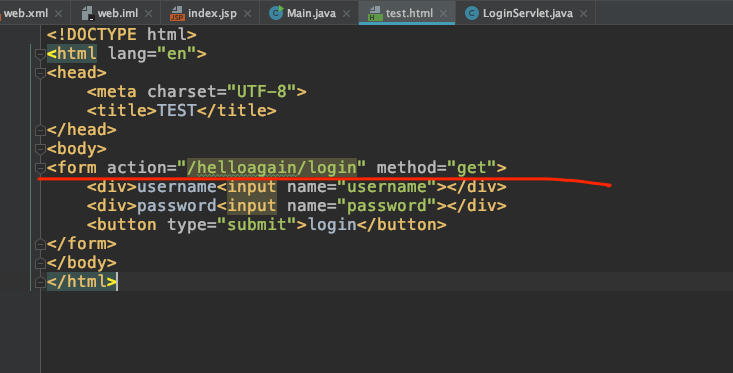 web.xml web.iml index.jsp Main.java test.html LoginServlet.java
<!DOCTYPE html>
<html lang="en">
<head>
    <meta charset="UTF-8">
    <title>TEST</title>
</head>
<body>
<form action="/helloagain/login" method="get">
    <div>username<input name="username"></div>
    <div>password<input name="password"></div>
    <button type="submit">login</button>
</form>
</body>
</html>